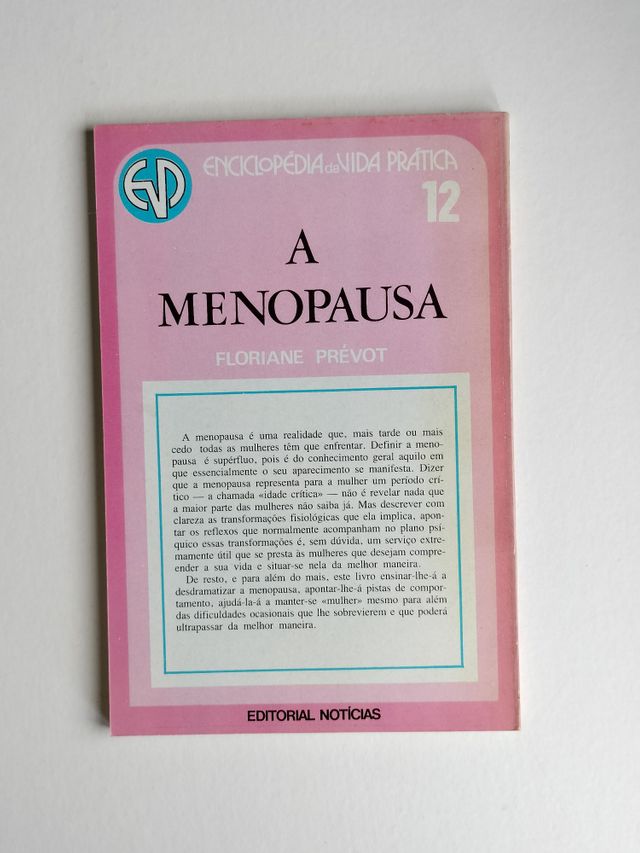 EVP
ENCICLOPÉDIA da VIDA PRÁTICA
12
A
MENOPAUSA
FLORIANE PRÉVOT
A menopausa é uma realidade que, mais tarde ou mais
cedo todas as mulheres têm que enfrentar. Definir a meno-
pausa é supérfluo, pois é do conhecimento geral aquilo em
que essencialmente o seu aparecimento se manifesta. Dizer
que a menopausa representa para a mulher um período crí-
tico — a chamada «idade crítica» — não é revelar nada que
a maior parte das mulheres não saiba já. Mas descrever com
clareza as transformações fisiológicas que ela implica, apon-
tar os reflexos que normalmente acompanham no plano psí-
quico essas transformações é, sem dúvida, um serviço extre-
mamente útil que se presta às mulheres que desejam compre-
ender a sua vida e situar-se nela da melhor maneira.
De resto, e para além do mais, este livro ensinar-lhe-á a
desdramatizar a menopausa, apontar-lhe-á pistas de compor-
tamento, ajudá-la-á a manter-se «mulher» mesmo para além
das dificuldades ocasionais que lhe sobrevierem e que poderá
ultrapassar da melhor maneira.
EDITORIAL NOTÍCIAS